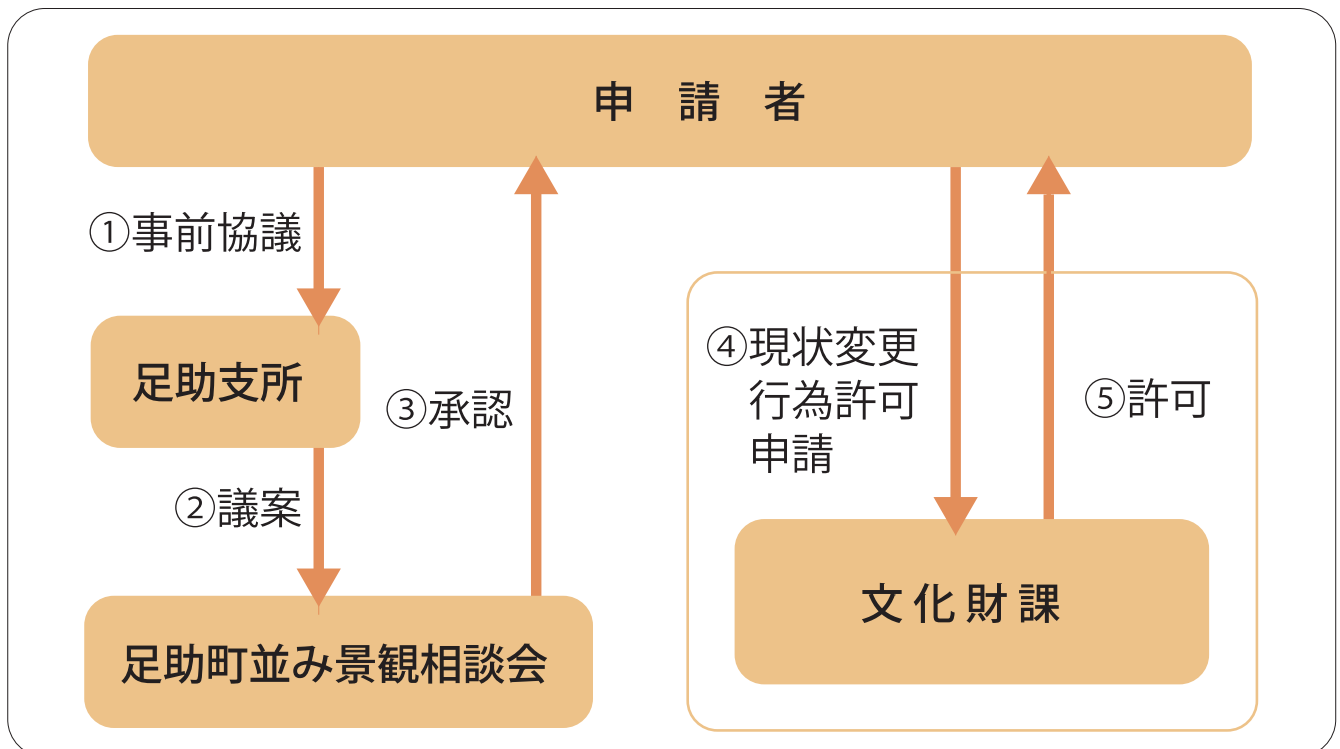 申　請　者
①事前協議
足助支所
②議案
③承認
足助町並み景観相談会
④現状変更
行為許可
申請
⑤許可
文化財課